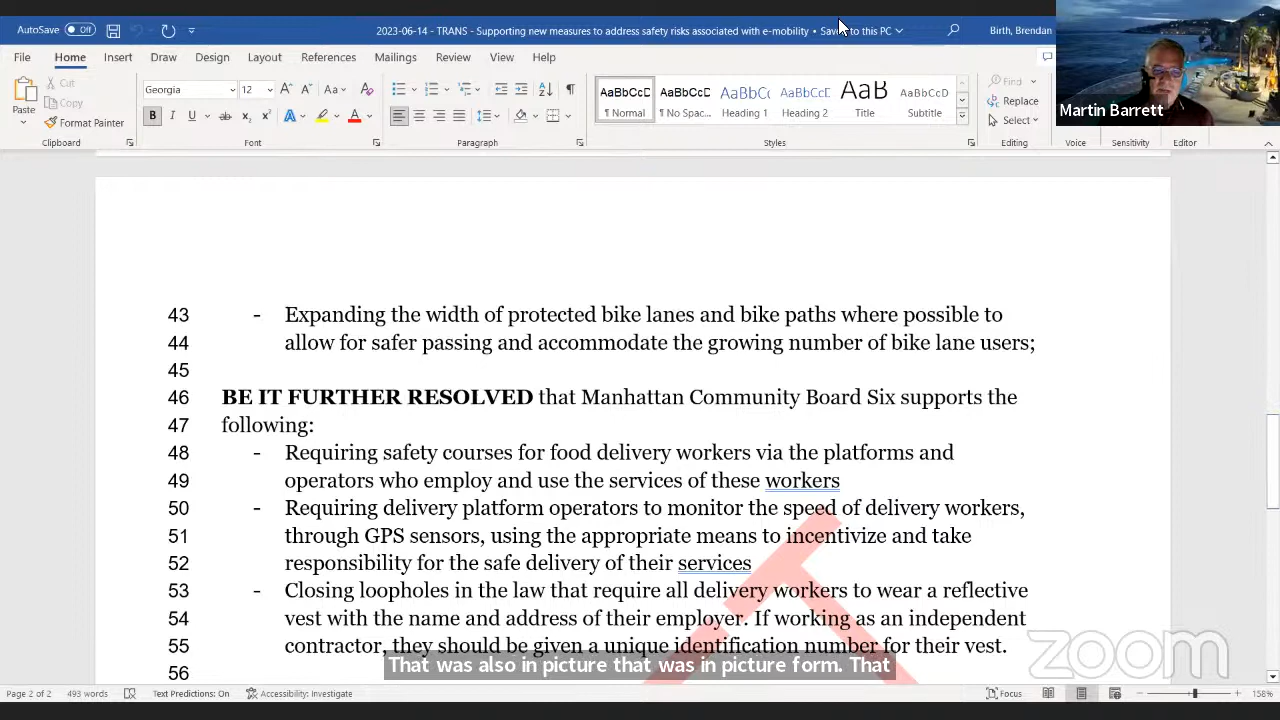 AutoSave Off 2023-06-14 - TRANS - Supporting new measures to address safety risks associated with e-mobility • Saved to this PC Birth, Brendan
File Home Insert Draw Design Layout References Mailings Review View Help
Martin Barrett
Paste Cut Copy Format Painter
Georgia 12
AaBbCcDc AaBbCcDc AaBbCc AaBbCcC AaB AaBbCcD
¶ Normal ¶ No Spac... Heading 1 Heading 2 Title Subtitle
Find Replace Select
Clipboard Font Paragraph Styles Editing Voice Sensitivity Editor
43 - Expanding the width of protected bike lanes and bike paths where possible to
44 allow for safer passing and accommodate the growing number of bike lane users;
45
46 BE IT FURTHER RESOLVED that Manhattan Community Board Six supports the
47 following:
48 - Requiring safety courses for food delivery workers via the platforms and
49 operators who employ and use the services of these workers
50 - Requiring delivery platform operators to monitor the speed of delivery workers,
51 through GPS sensors, using the appropriate means to incentivize and take
52 responsibility for the safe delivery of their services
53 - Closing loopholes in the law that require all delivery workers to wear a reflective
54 vest with the name and address of their employer. If working as an independent
55 contractor, they should be given a unique identification number for their vest.
56
That was also in picture that was in picture form. That
zoom
Page 2 of 2 493 words Text Predictions: On Accessibility: Investigate Focus 158%